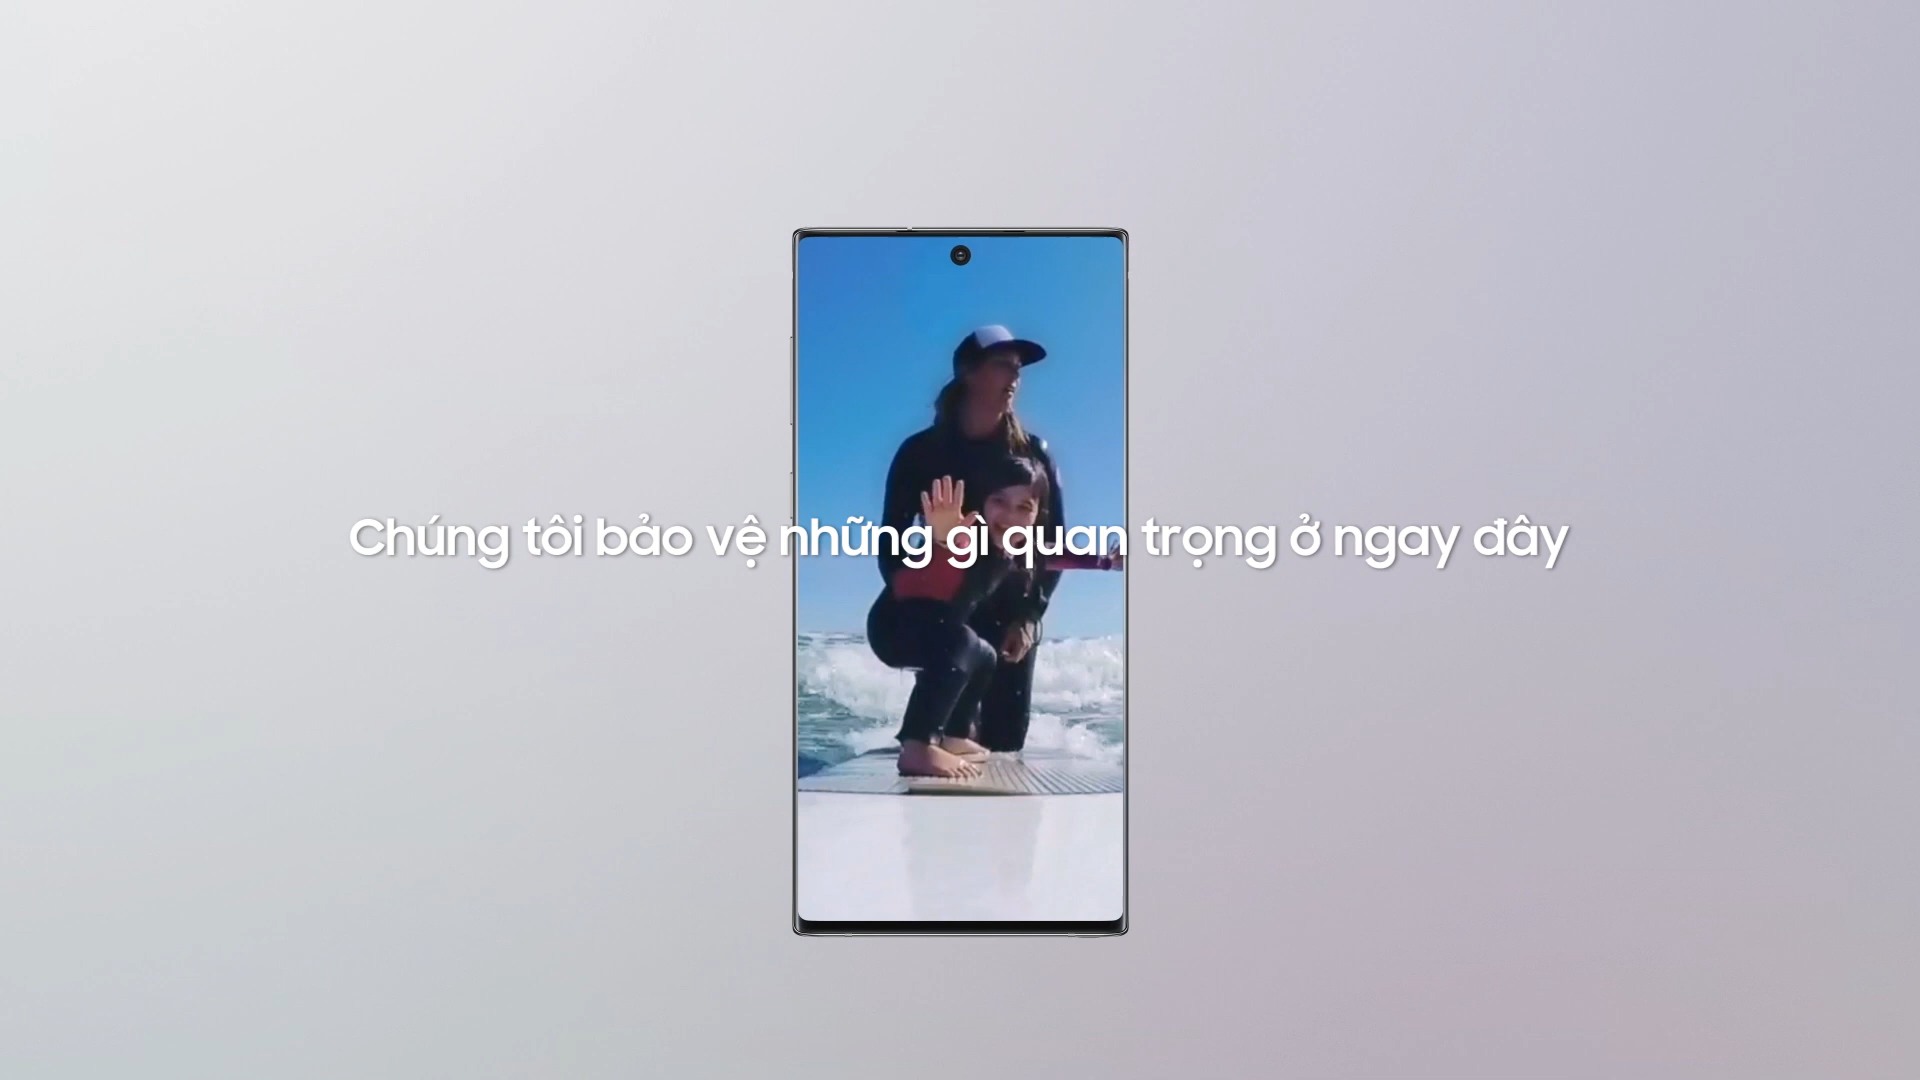 Chúng tôi bảo vệ những gì quan trọng ở ngay đây